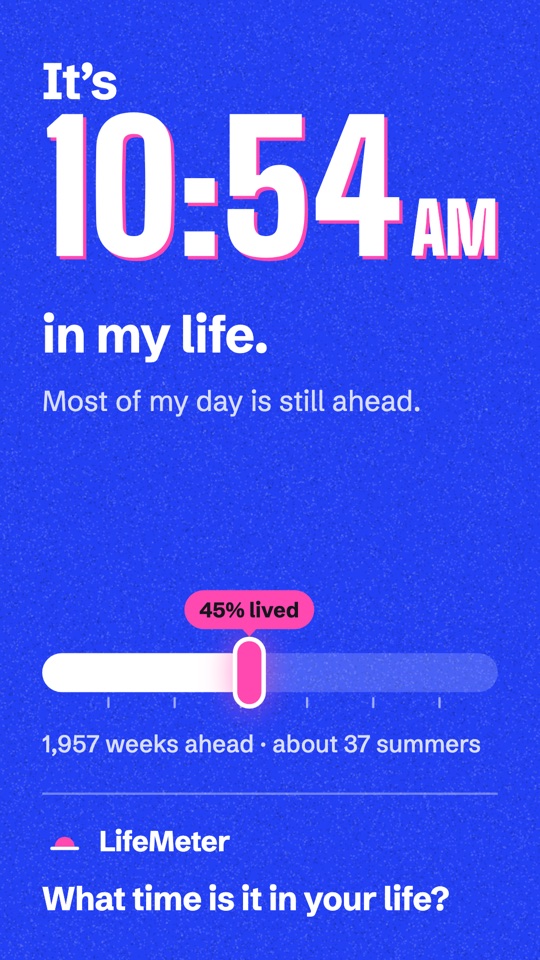 It’s
10:54 AM
in my life.
Most of my day is still ahead.
45% lived
1,957 weeks ahead · about 37 summers
LifeMeter
What time is it in your life?